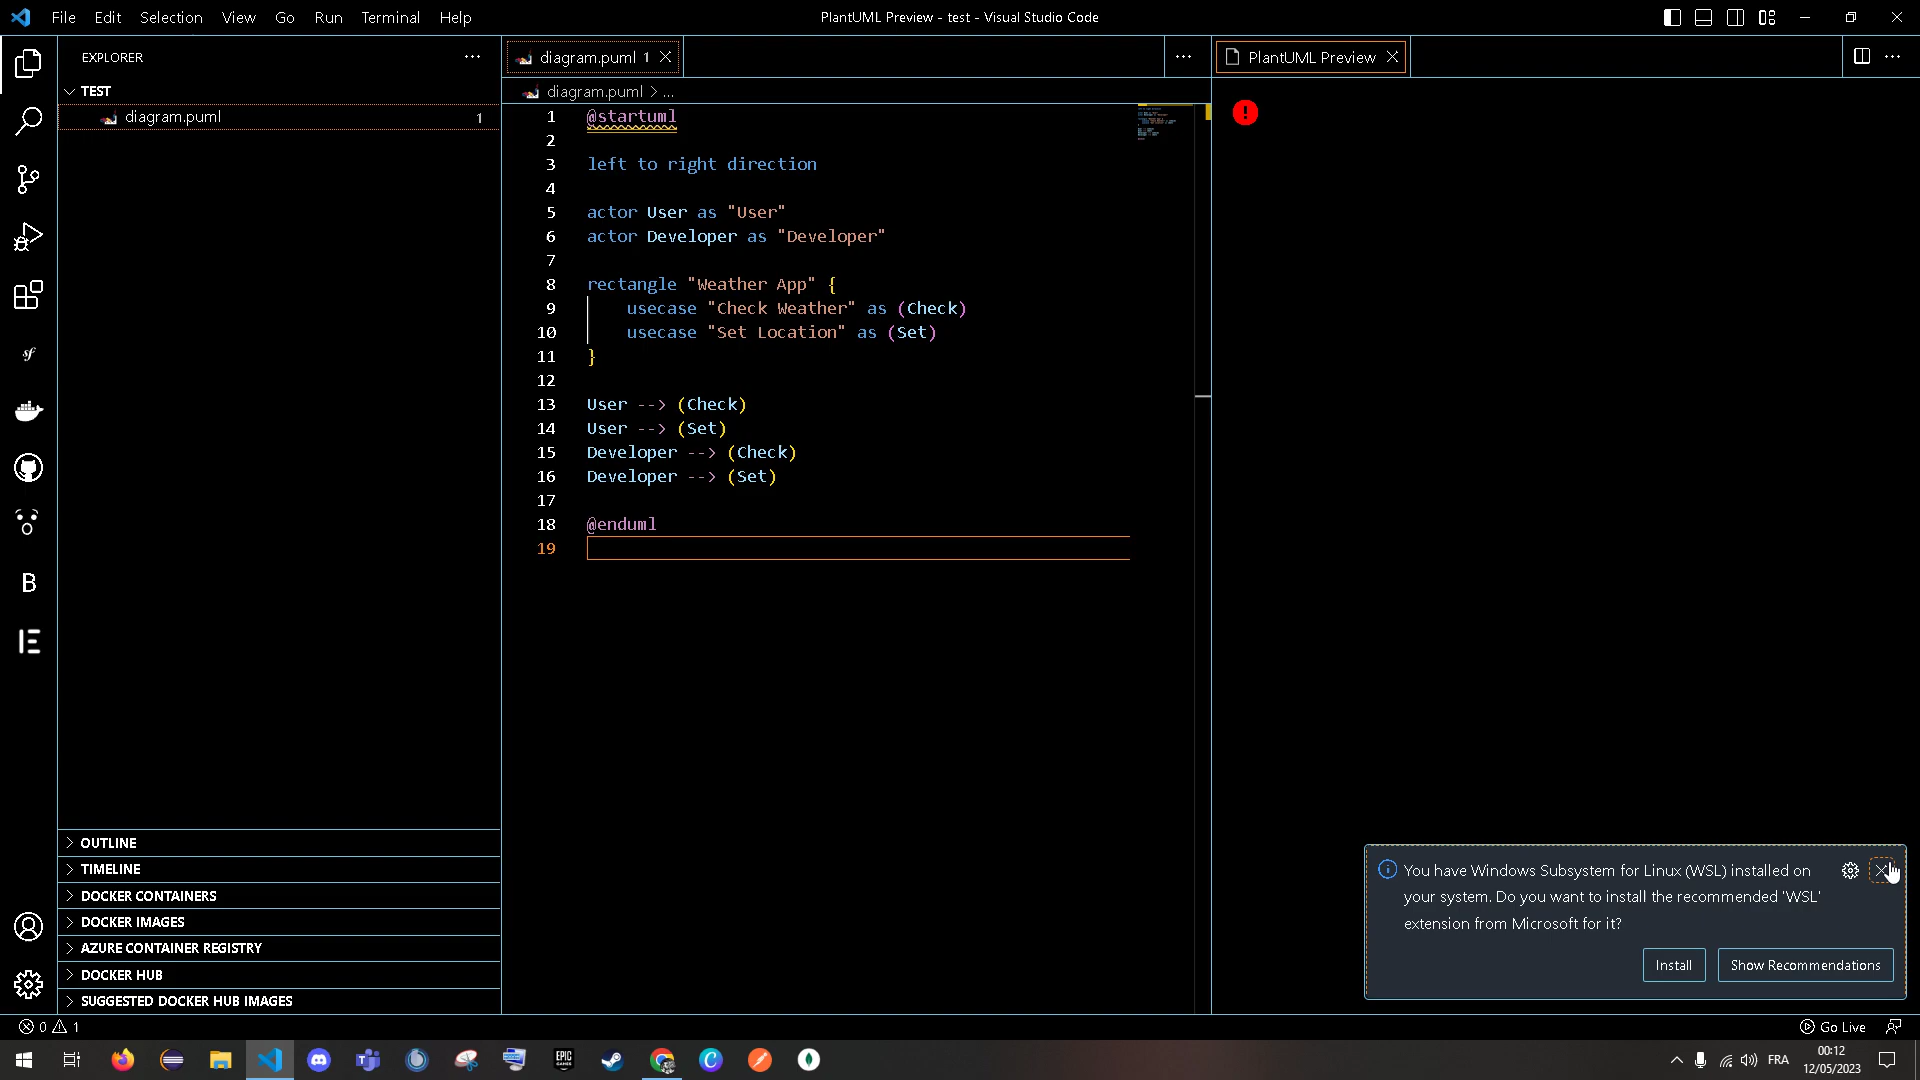 File Edit Selection View Go Run Terminal Help
PlantUML Preview - test - Visual Studio Code
EXPLORER
TEST
diagram.puml 1
OUTLINE
TIMELINE
DOCKER CONTAINERS
DOCKER IMAGES
AZURE CONTAINER REGISTRY
DOCKER HUB
SUGGESTED DOCKER HUB IMAGES
diagram.puml 1
diagram.puml > ...
1 @startuml
2
3 left to right direction
4
5 actor User as "User"
6 actor Developer as "Developer"
7
8 rectangle "Weather App" {
9 usecase "Check Weather" as (Check)
10 usecase "Set Location" as (Set)
11 }
12
13 User --> (Check)
14 User --> (Set)
15 Developer --> (Check)
16 Developer --> (Set)
17
18 @enduml
19
PlantUML Preview
You have Windows Subsystem for Linux (WSL) installed on
your system. Do you want to install the recommended 'WSL'
extension from Microsoft for it?
Install
Show Recommendations
0 1
Go Live
EPIC GAMES
FRA
00:12
12/05/2023